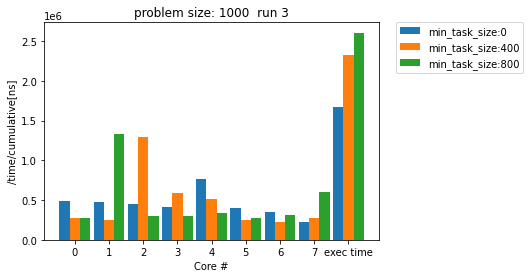 problem size: 1000  run 3
1e6
min_task_size:0
min_task_size:400
min_task_size:800
2.5
2.0
1.5
1.0
0.5
0.0
/time/cumulative[ns]
0 1 2 3 4 5 6 7 exec time
Core #